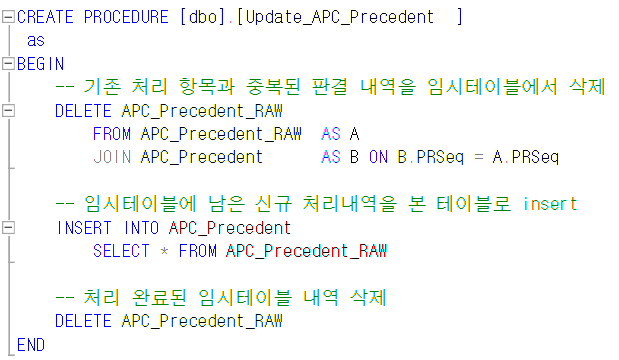 CREATE PROCEDURE [dbo].[Update_APC_Precedent  ]
as
BEGIN
-- 기존 처리 항목과 중복된 판결 내역을 임시테이블에서 삭제
DELETE APC_Precedent_RAW
FROM APC_Precedent_RAW  AS A
JOIN APC_Precedent      AS B ON B.PRSeq = A.PRSeq
-- 임시테이블에 남은 신규 처리내역을 본 테이블로 insert
INSERT INTO APC_Precedent
SELECT * FROM APC_Precedent_RAW
-- 처리 완료된 임시테이블 내역 삭제
DELETE APC_Precedent_RAW
END